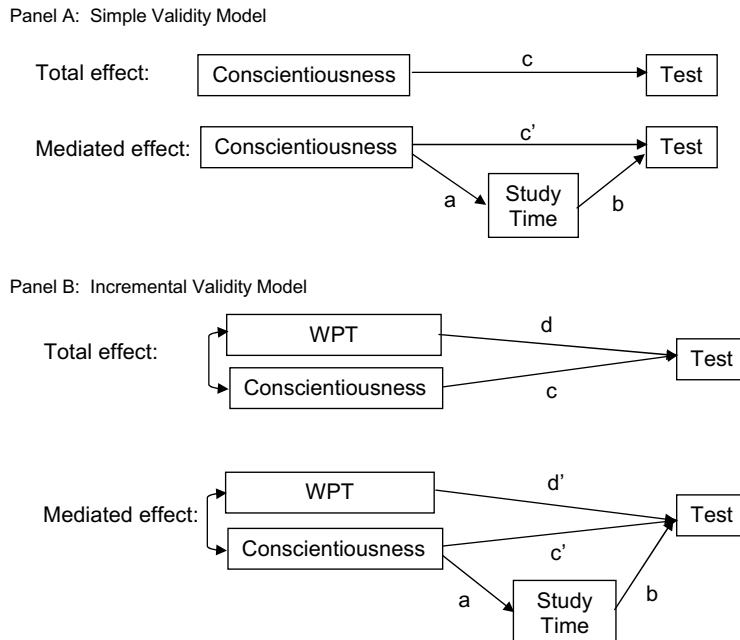 Panel A: Simple Validity Model
Total effect:
Conscientiousness
c
Test
Mediated effect:
Conscientiousness
c’
Test
a
Study
Time
b
Panel B: Incremental Validity Model
Total effect:
WPT
d
Conscientiousness
c
Test
Mediated effect:
WPT
d’
Conscientiousness
c’
Test
a
Study
Time
b